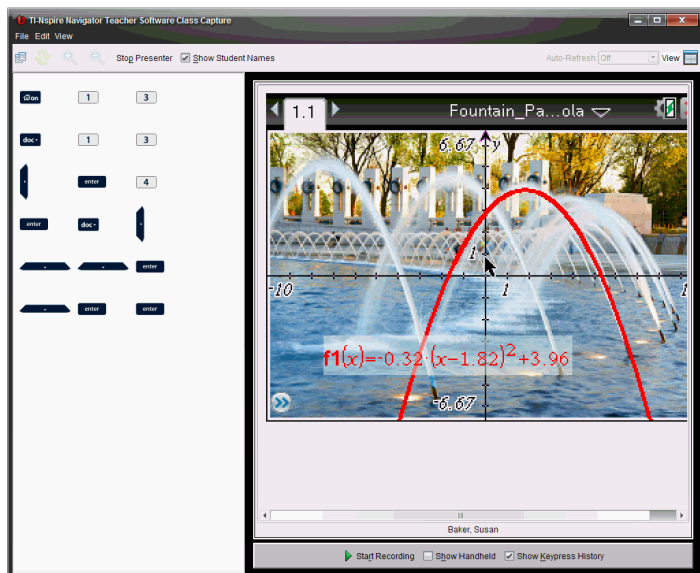 TI-Nspire Navigator Teacher Software Class Capture
File Edit View
Stop Presenter Show Student Names Auto-Refresh: Off View
on 1 3
doc 1 3
enter 4
enter doc
enter
enter enter
1.1 Fountain_Pa...ola
6.67 y
1
-10 1 1
f1(x)=-0.32·(x-1.82)²+3.96
-6.67
Baker, Susan
Start Recording Show Handheld Show Keypress History